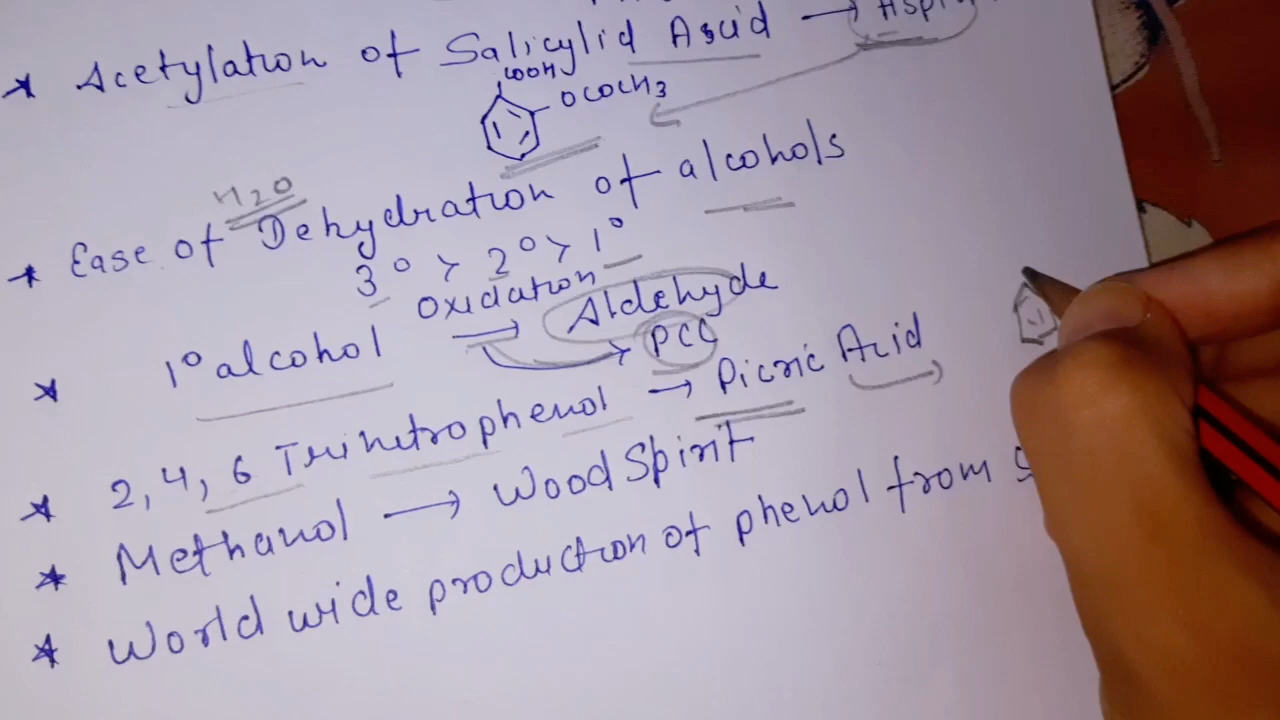 * Acetylation of Salicylid Acid →
COOH
OCOCH3
H2O
* Ease of Dehydration of alcohols
3° > 2° > 1°
* 1° alcohol Oxidation → Aldehyde
→ PCC
* 2, 4, 6 Trinitrophenol → Picric Acid
* Methanol → Wood Spirit
* World wide production of phenol from